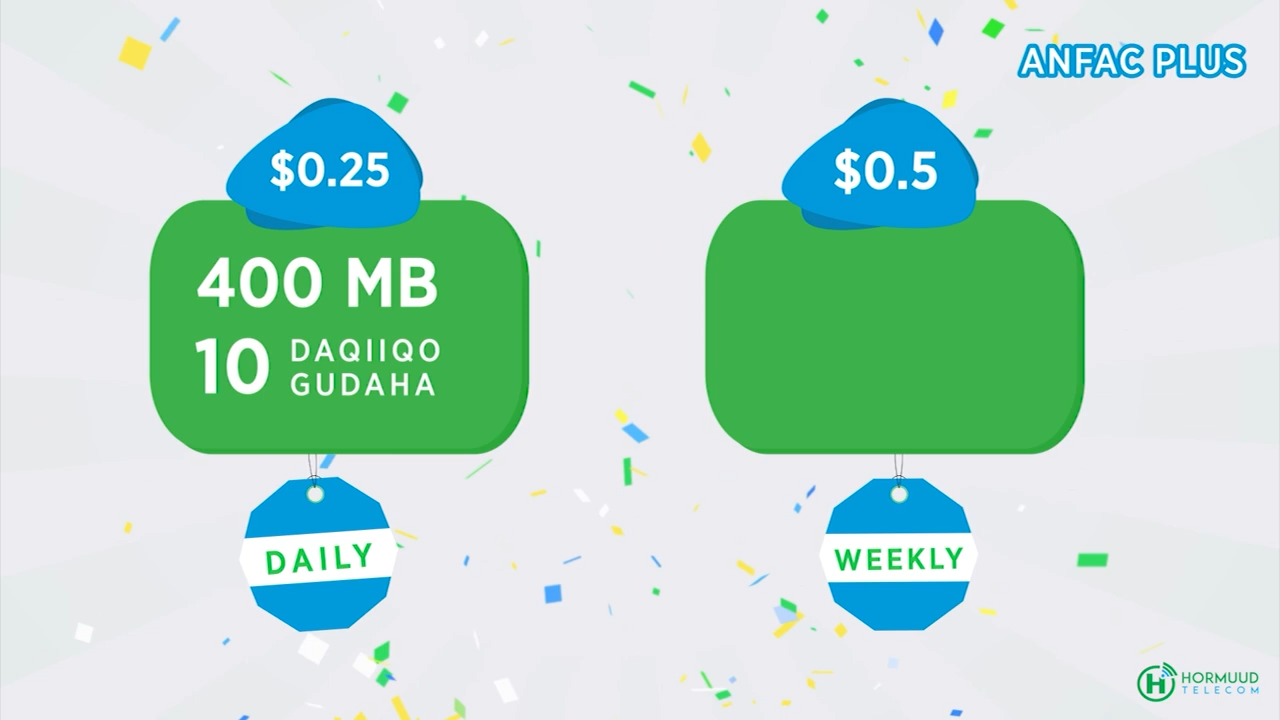 ANFAC PLUS
$0.25
400 MB
10 DAQIIQO
GUDAHA
DAILY
$0.5
WEEKLY
HORMUUD
TELECOM